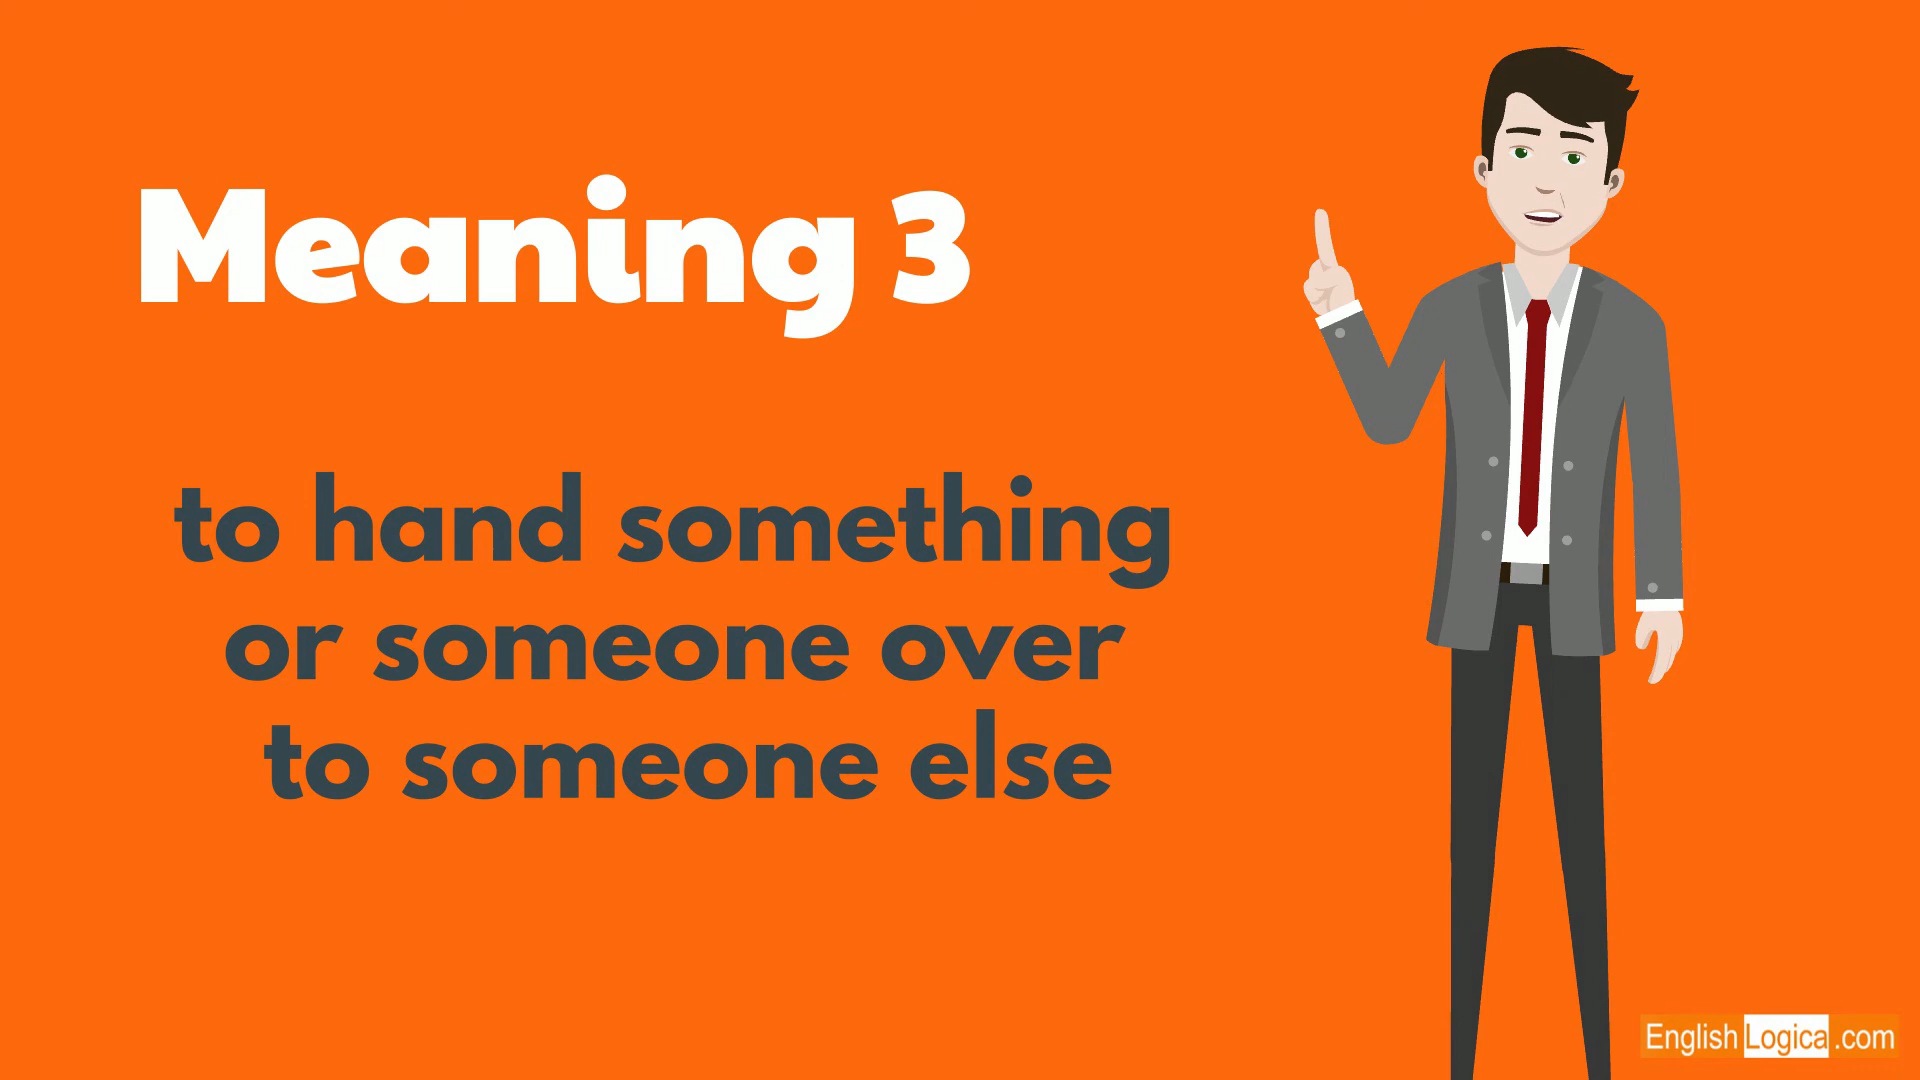 Meaning 3
to hand something
or someone over
to someone else
EnglishLogica.com